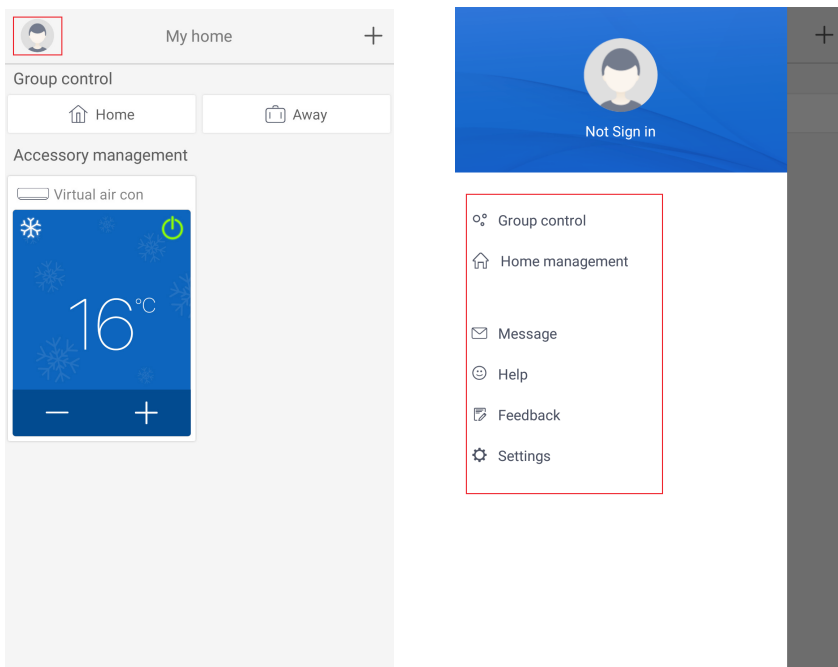 My home
Group control
Home
Away
Accessory management
Virtual air con
16°C
Not Sign in
Group control
Home management
Message
Help
Feedback
Settings